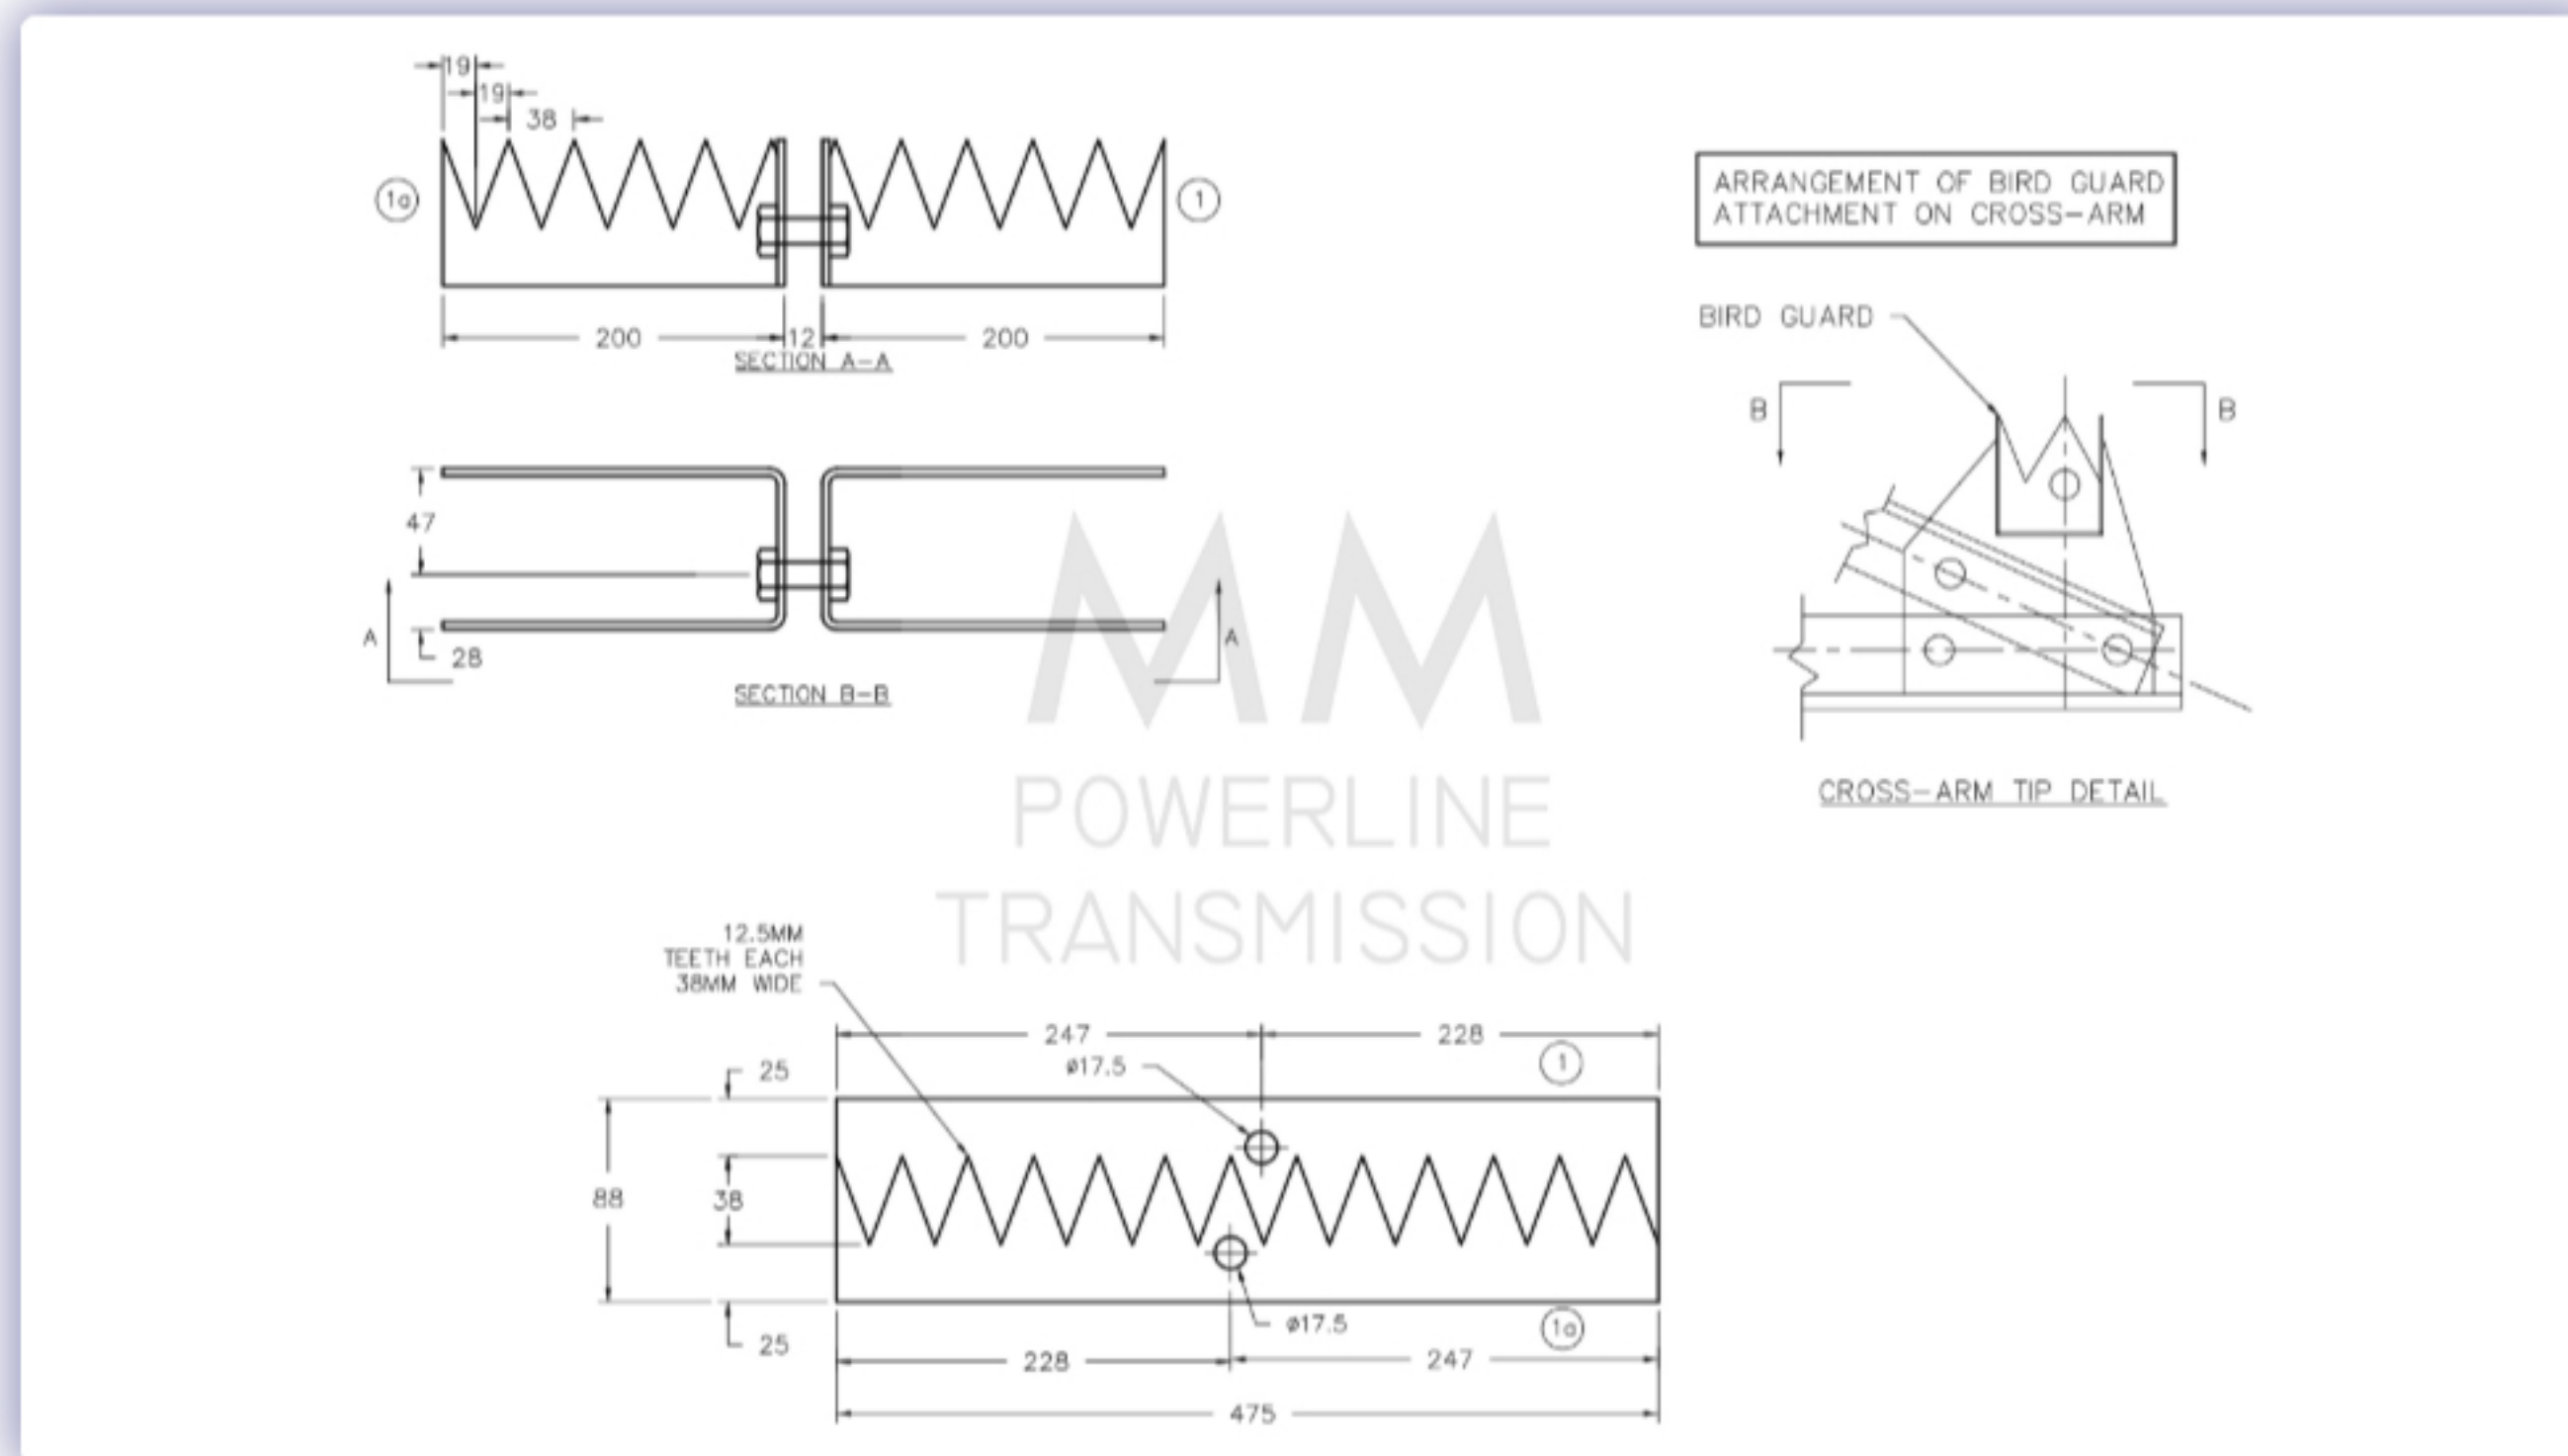 19
19
38
1a
1
200
12
200
SECTION A-A
47
28
A
A
SECTION B-B
ARRANGEMENT OF BIRD GUARD
ATTACHMENT ON CROSS-ARM
BIRD GUARD
B
B
CROSS-ARM TIP DETAIL
MM
POWERLINE
TRANSMISSION
12.5MM
TEETH EACH
38MM WIDE
247
228
ø17.5
1
25
88
38
25
ø17.5
1a
228
247
475